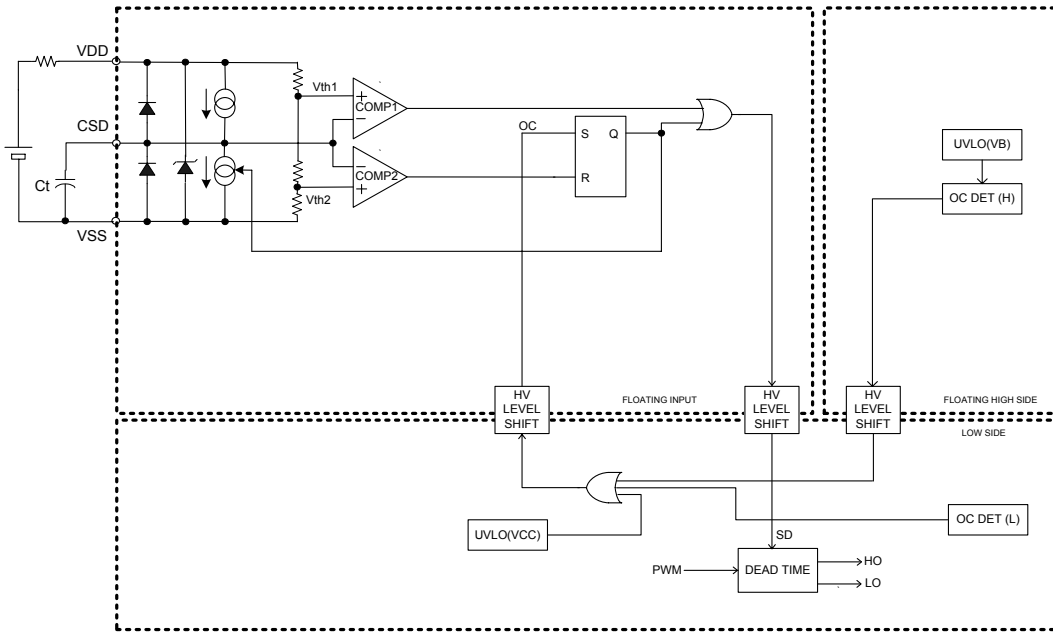 VDD
Vth1
COMP1
CSD
OC
S
Q
R
UVLO(VB)
Ct
COMP2
OC DET (H)
Vth2
VSS
HV
LEVEL
SHIFT
FLOATING INPUT
HV
LEVEL
SHIFT
HV
LEVEL
SHIFT
FLOATING HIGH SIDE
LOW SIDE
UVLO(VCC)
OC DET (L)
SD
PWM
DEAD TIME
HO
LO